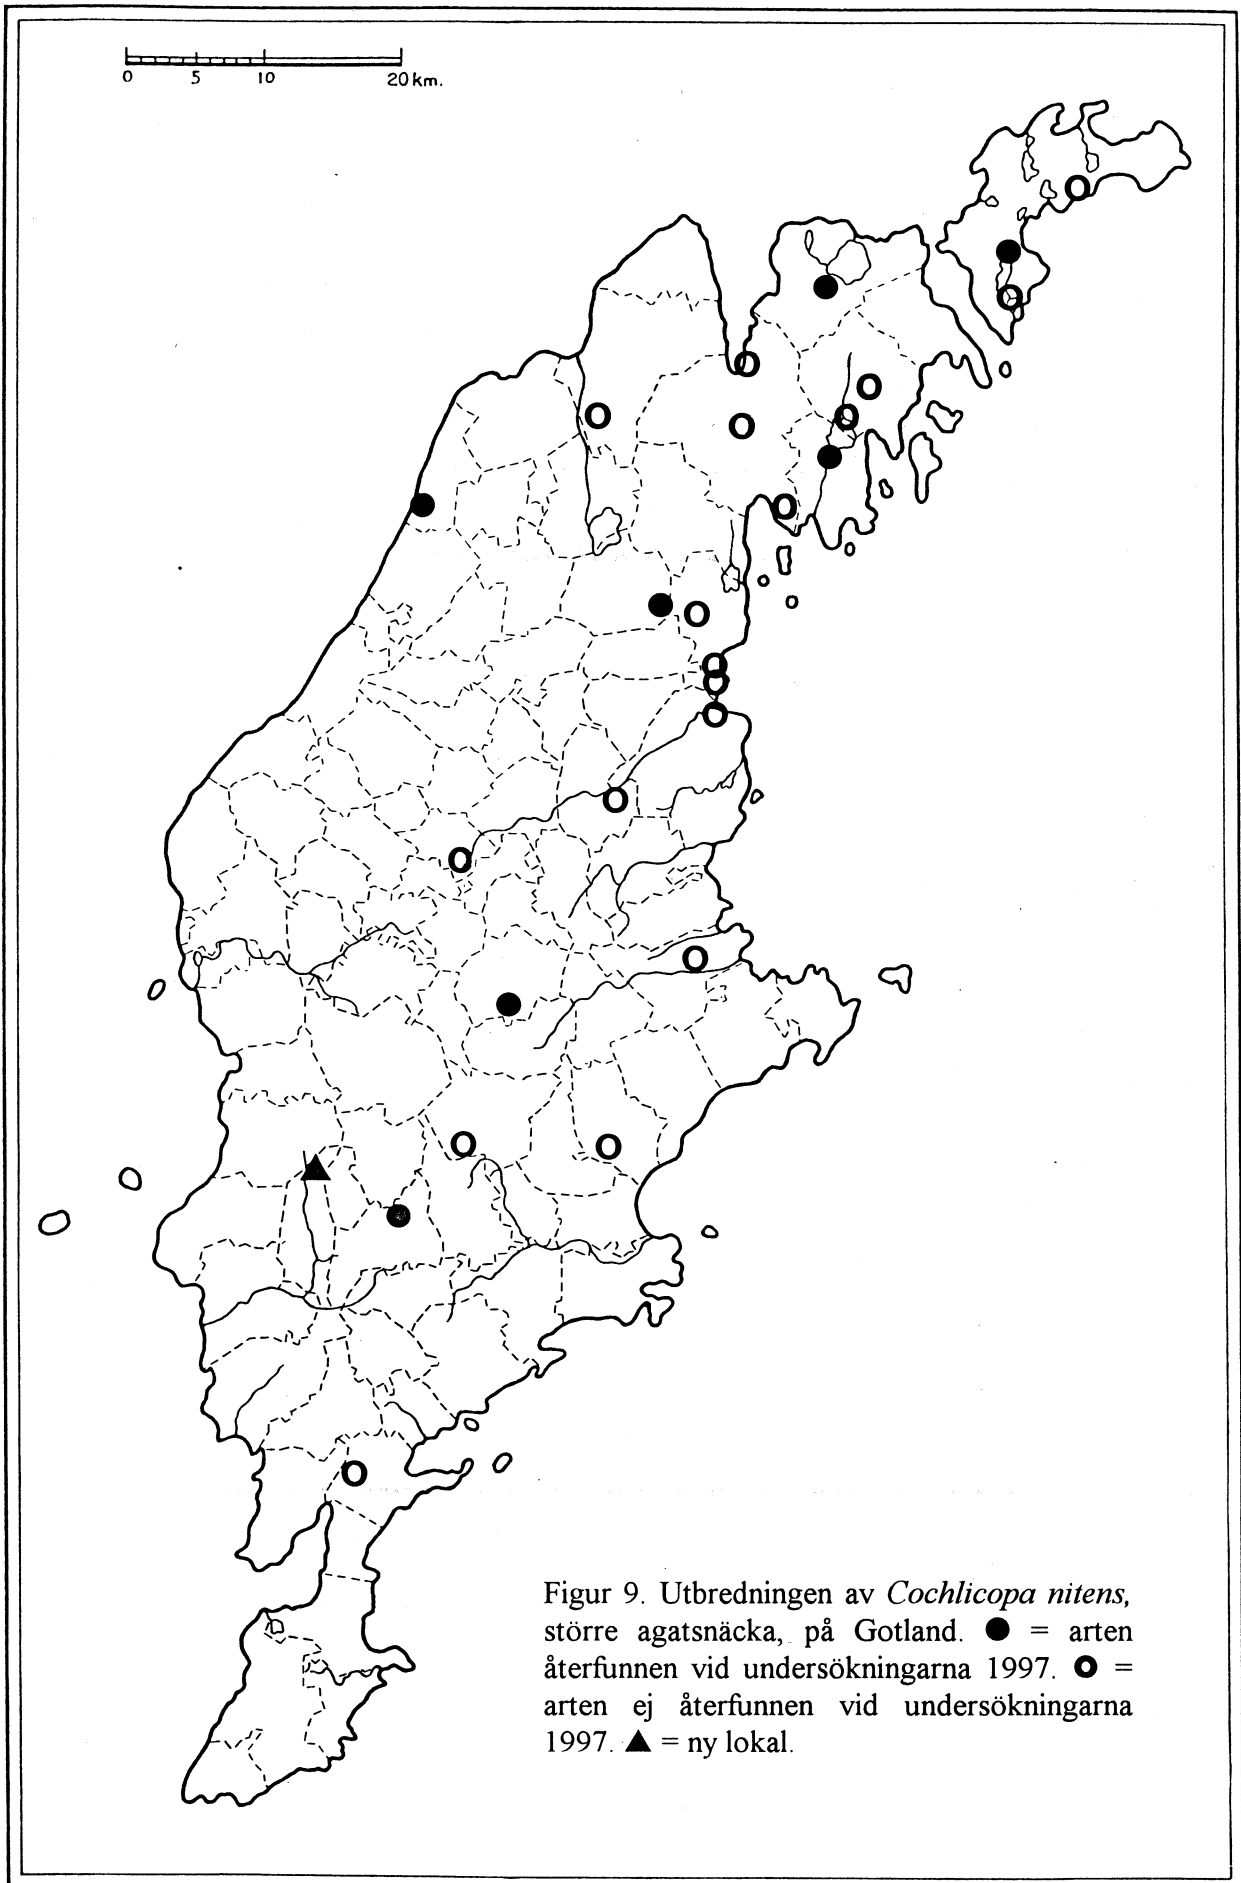 0 5 10 20 km.
Figur 9. Utbredningen av Cochlicopa nitens,
större agatsnäcka, på Gotland. ● = arten
återfunnen vid undersökningarna 1997. O =
arten ej återfunnen vid undersökningarna
1997. ▲ = ny lokal.